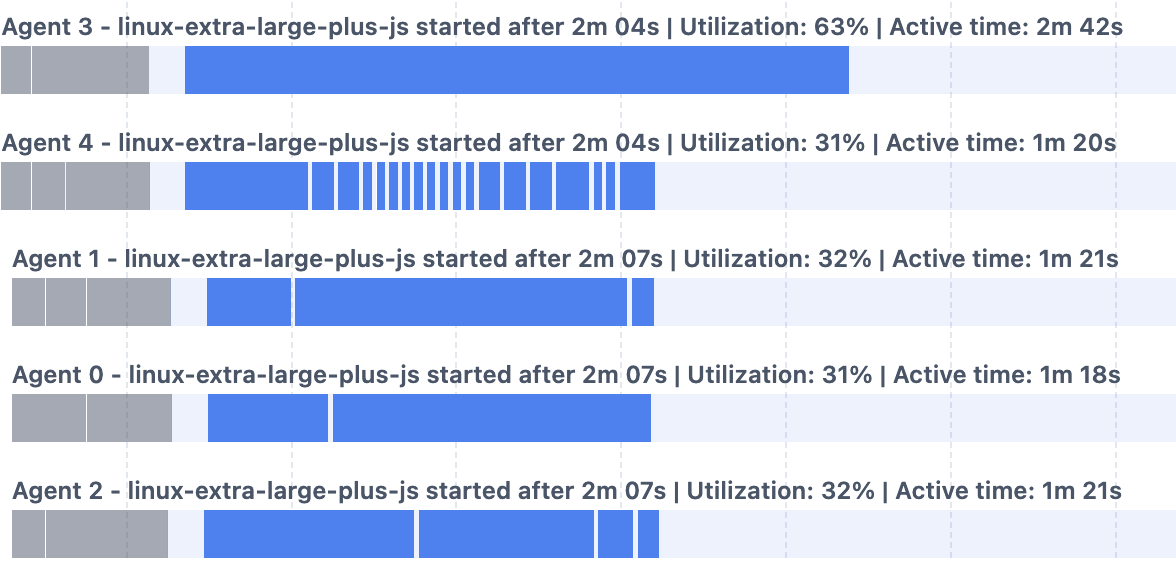 Agent 3 - linux-extra-large-plus-js started after 2m 04s | Utilization: 63% | Active time: 2m 42s
Agent 4 - linux-extra-large-plus-js started after 2m 04s | Utilization: 31% | Active time: 1m 20s
Agent 1 - linux-extra-large-plus-js started after 2m 07s | Utilization: 32% | Active time: 1m 21s
Agent 0 - linux-extra-large-plus-js started after 2m 07s | Utilization: 31% | Active time: 1m 18s
Agent 2 - linux-extra-large-plus-js started after 2m 07s | Utilization: 32% | Active time: 1m 21s